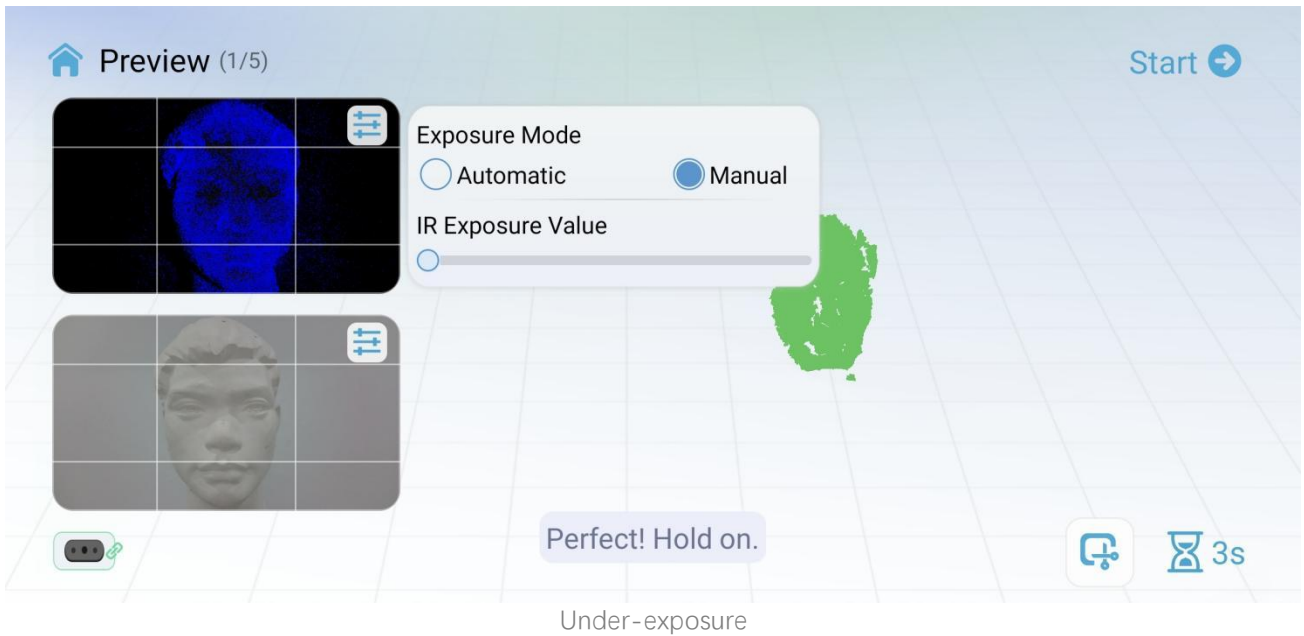 Preview (1/5)
Start
Exposure Mode
Automatic
Manual
IR Exposure Value
Perfect! Hold on.
3s
Under-exposure